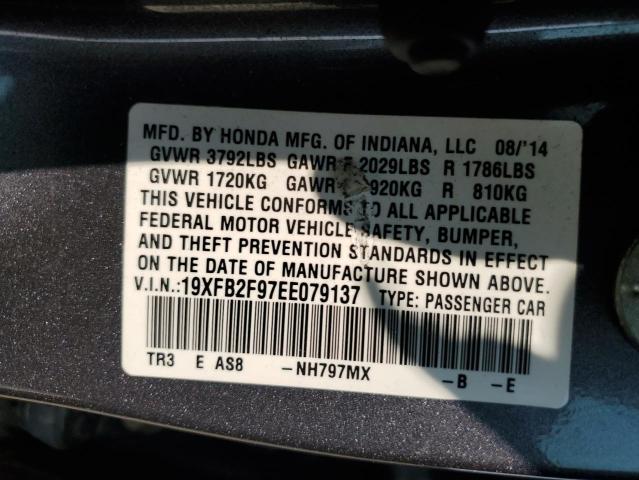 MFD. BY HONDA MFG. OF INDIANA, LLC 08/'14
GVWR 3792LBS GAWR F 2029LBS R 1786LBS
GVWR 1720KG GAWR 920KG R 810KG
THIS VEHICLE CONFORMS TO ALL APPLICABLE
FEDERAL MOTOR VEHICLE SAFETY, BUMPER,
AND THEFT PREVENTION STANDARDS IN EFFECT
ON THE DATE OF MANUFACTURE SHOWN ABOVE.
V.I.N.:19XFB2F97EE079137 TYPE: PASSENGER CAR
TR3 E AS8 -NH797MX -B -E